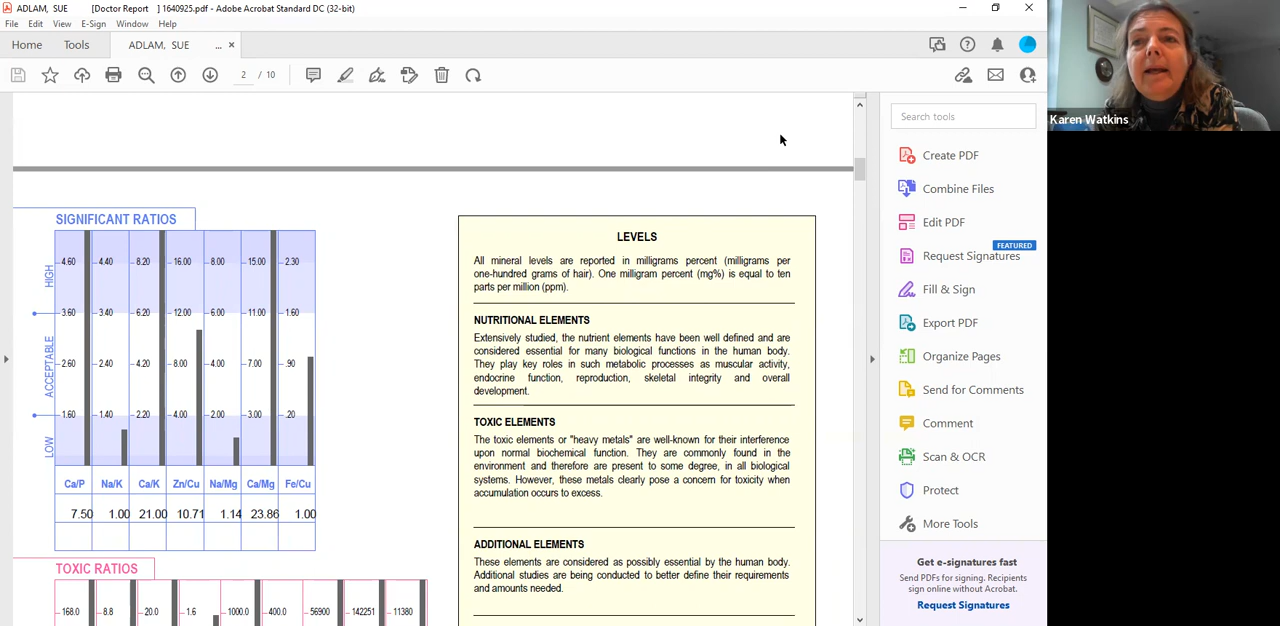 ADLAM, SUE [Doctor Report ] 1640925.pdf - Adobe Acrobat Standard DC (32-bit)
File Edit View E-Sign Window Help
Home Tools ADLAM, SUE ... ×
2 / 10
Search tools
Karen Watkins
SIGNIFICANT RATIOS
HIGH
ACCEPTABLE
LOW
4.60 4.40 8.20 16.00 8.00 15.00 2.30
3.60 3.40 6.20 12.00 6.00 11.00 1.60
2.60 2.40 4.20 8.00 4.00 7.00 .90
1.60 1.40 2.20 4.00 2.00 3.00 .20
Ca/P Na/K Ca/K Zn/Cu Na/Mg Ca/Mg Fe/Cu
7.50 1.00 21.00 10.71 1.14 23.86 1.00
TOXIC RATIOS
168.0 8.8 20.0 1.6 1000.0 400.0 56900 142251 11380
LEVELS
All mineral levels are reported in milligrams percent (milligrams per
one-hundred grams of hair). One milligram percent (mg%) is equal to ten
parts per million (ppm).
NUTRITIONAL ELEMENTS
Extensively studied, the nutrient elements have been well defined and are
considered essential for many biological functions in the human body.
They play key roles in such metabolic processes as muscular activity,
endocrine function, reproduction, skeletal integrity and overall
development.
TOXIC ELEMENTS
The toxic elements or "heavy metals" are well-known for their interference
upon normal biochemical function. They are commonly found in the
environment and therefore are present to some degree, in all biological
systems. However, these metals clearly pose a concern for toxicity when
accumulation occurs to excess.
ADDITIONAL ELEMENTS
These elements are considered as possibly essential by the human body.
Additional studies are being conducted to better define their requirements
and amounts needed.
Create PDF
Combine Files
Edit PDF
FEATURED
Request Signatures
Fill & Sign
Export PDF
Organize Pages
Send for Comments
Comment
Scan & OCR
Protect
More Tools
Get e-signatures fast
Send PDFs for signing. Recipients
sign online without Acrobat.
Request Signatures